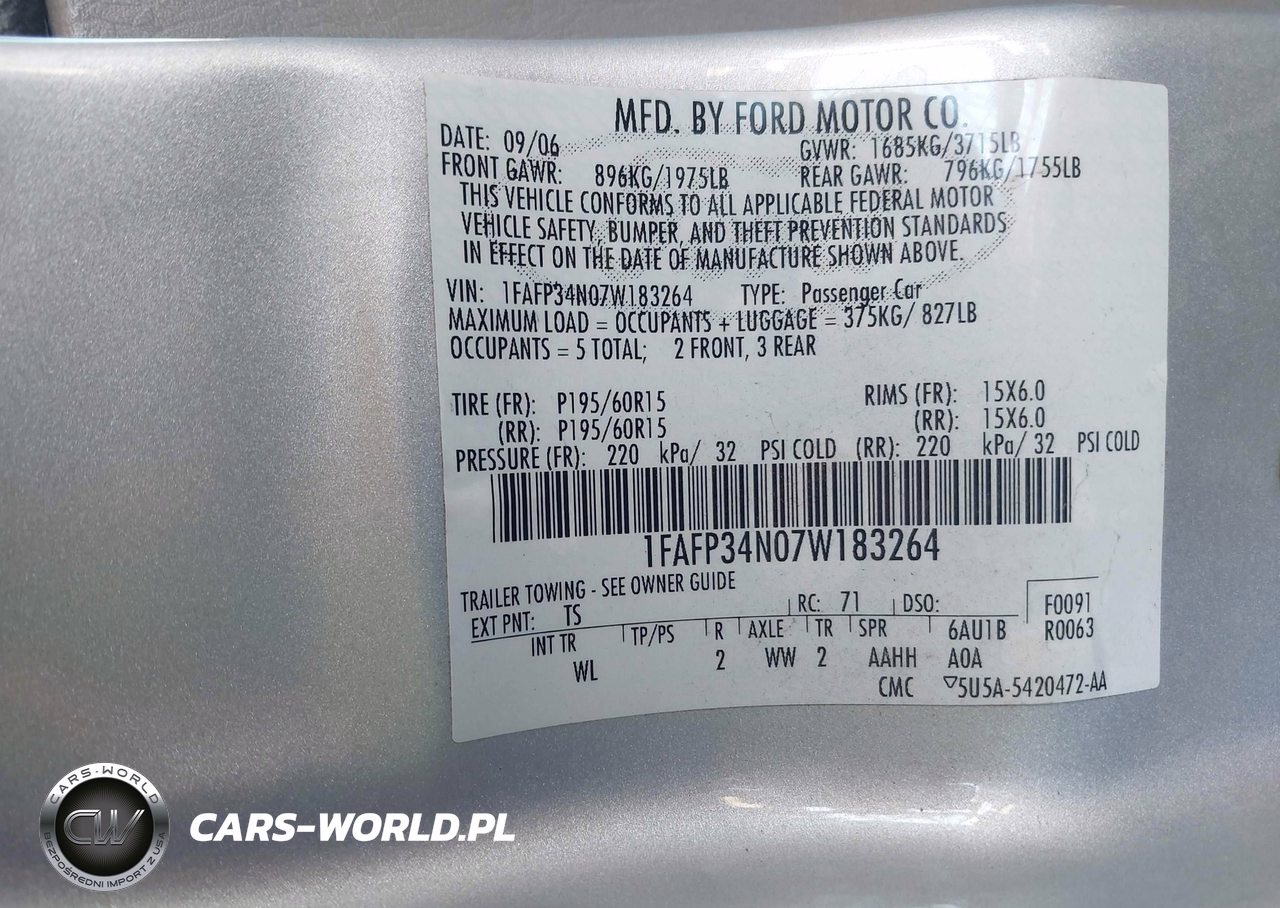 MFD. BY FORD MOTOR CO.
DATE: 09/06 GVWR: 1685KG/3715LB
FRONT GAWR: 896KG/1975LB REAR GAWR: 796KG/1755LB
THIS VEHICLE CONFORMS TO ALL APPLICABLE FEDERAL MOTOR
VEHICLE SAFETY, BUMPER, AND THEFT PREVENTION STANDARDS
IN EFFECT ON THE DATE OF MANUFACTURE SHOWN ABOVE.
VIN: 1FAFP34N07W183264 TYPE: Passenger Car
MAXIMUM LOAD = OCCUPANTS + LUGGAGE = 375KG/ 827LB
OCCUPANTS = 5 TOTAL; 2 FRONT, 3 REAR
TIRE (FR): P195/60R15 RIMS (FR): 15X6.0
(RR): P195/60R15 (RR): 15X6.0
PRESSURE (FR): 220 kPa/ 32 PSI COLD (RR): 220 kPa/ 32 PSI COLD
1FAFP34N07W183264
TRAILER TOWING - SEE OWNER GUIDE
EXT PNT: TS RC: 71 DSO: F0091
INT TR TP/PS R AXLE TR SPR 6AU1B R0063
WL 2 WW 2 AAHH A0A
CMC ▽5U5A-5420472-AA
CARS-WORLD
CW
BEZPOŚREDNI IMPORT Z USA
CARS-WORLD.PL